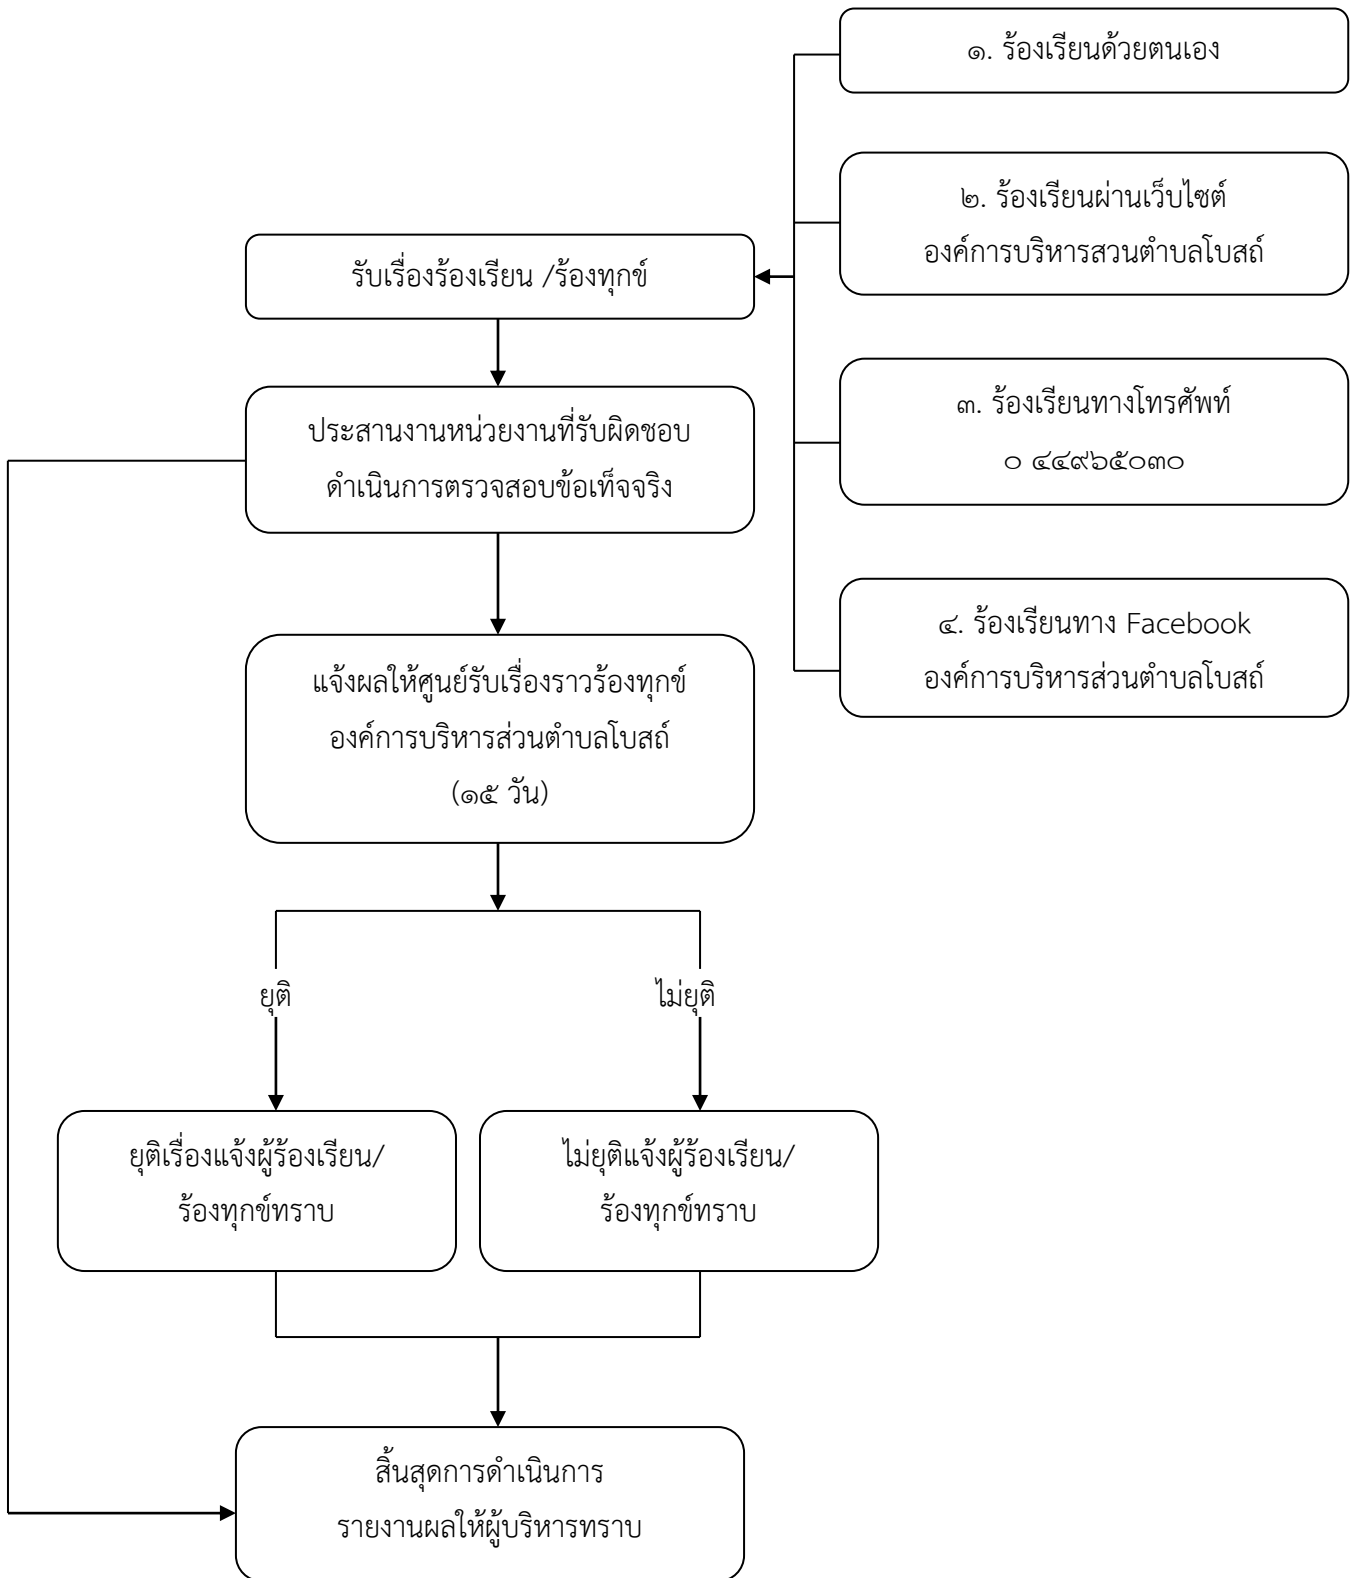 ๑. ร้องเรียนด้วยตนเอง
๒. ร้องเรียนผ่านเว็บไซต์
องค์การบริหารสวนตำบลโบสถ์
รับเรื่องร้องเรียน /ร้องทุกข์
๓. ร้องเรียนทางโทรศัพท์
๐ ๔๔๙๖๕๐๓๐
ประสานงานหน่วยงานที่รับผิดชอบ
ดำเนินการตรวจสอบข้อเท็จจริง
๔. ร้องเรียนทาง Facebook
องค์การบริหารส่วนตำบลโบสถ์
แจ้งผลให้ศูนย์รับเรื่องราวร้องทุกข์
องค์การบริหารส่วนตำบลโบสถ์
(๑๕ วัน)
ยุติ
ไม่ยุติ
ยุติเรื่องแจ้งผู้ร้องเรียน/
ร้องทุกข์ทราบ
ไม่ยุติแจ้งผู้ร้องเรียน/
ร้องทุกข์ทราบ
สิ้นสุดการดำเนินการ
รายงานผลให้ผู้บริหารทราบ